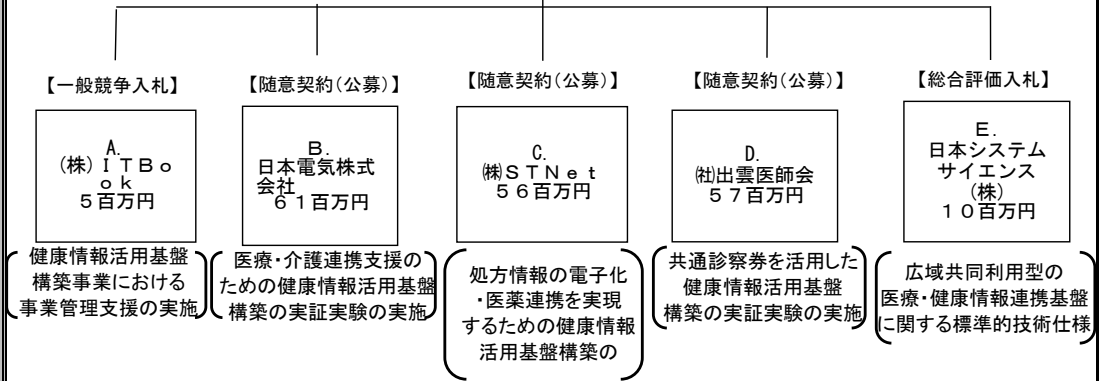 【一般競争入札】
A.
(株)ITBo
ok
5百万円
健康情報活用基盤
構築事業における
事業管理支援の実施
【随意契約(公募)】
B.
日本電気株式
会社
61百万円
医療・介護連携支援の
ための健康情報活用基盤
構築の実証実験の実施
【随意契約(公募)】
C.
㈱STNet
56百万円
処方情報の電子化
・医薬連携を実現
するための健康情報
活用基盤構築の
【随意契約(公募)】
D.
㈳出雲医師会
57百万円
共通診察券を活用した
健康情報活用基盤
構築の実証実験の実施
【総合評価入札】
E.
日本システム
サイエンス
(株)
10百万円
広域共同利用型の
医療・健康情報連携基盤
に関する標準的技術仕様